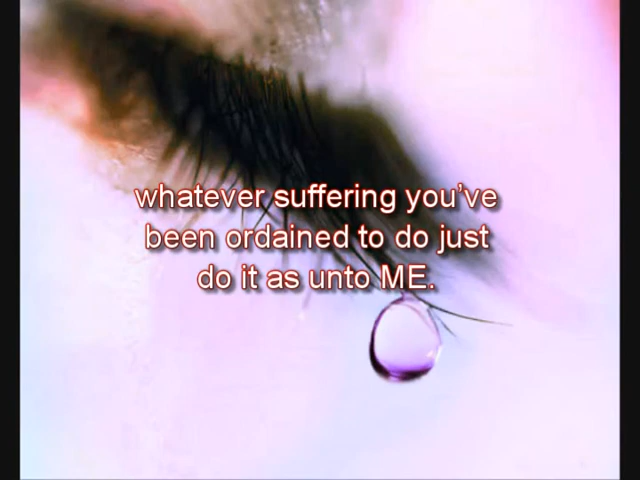 whatever suffering you've
been ordained to do just
do it as unto ME.